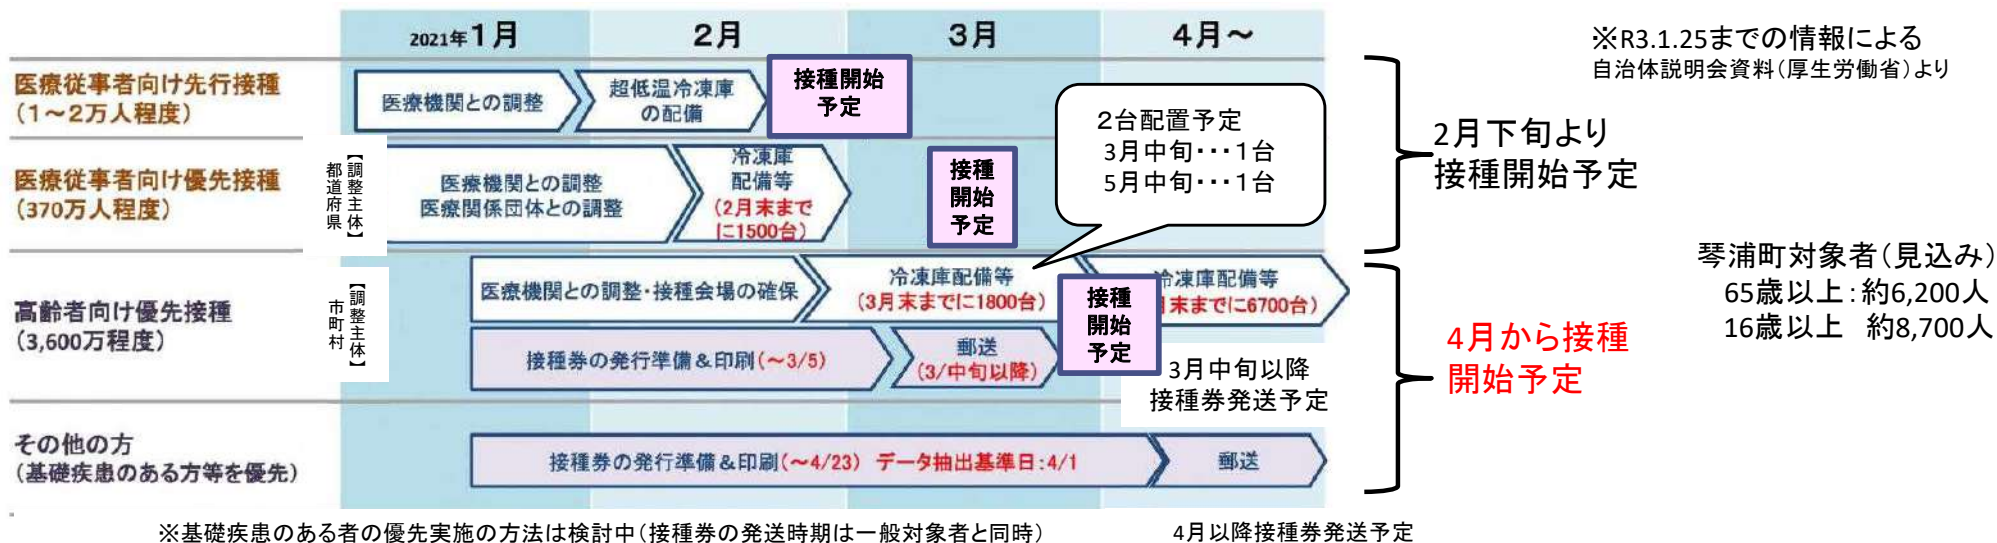 2021年1月
2月
3月
4月～
※R3.1.25までの情報による
自治体説明会資料(厚生労働省)より
医療従事者向け先行接種
(1～2万人程度)
医療機関との調整
超低温冷凍庫
の配備
接種開始
予定
医療従事者向け優先接種
(370万人程度)
【調整主体】
都道府県
医療機関との調整
医療関係団体との調整
冷凍庫
配備等
(2月末まで
に1500台)
接種
開始
予定
2台配置予定
3月中旬・・・1台
5月中旬・・・1台
2月下旬より
接種開始予定
高齢者向け優先接種
(3,600万程度)
【調整主体】
市町村
医療機関との調整・接種会場の確保
冷凍庫配備等
(3月末までに1800台)
接種
開始
予定
冷凍庫配備等
月末までに6700台)
接種券の発行準備&印刷(～3/5)
郵送
(3/中旬以降)
3月中旬以降
接種券発送予定
4月から接種
開始予定
琴浦町対象者(見込み)
65歳以上:約6,200人
16歳以上 約8,700人
その他の方
(基礎疾患のある方等を優先)
接種券の発行準備&印刷(～4/23) データ抽出基準日:4/1
郵送
※基礎疾患のある者の優先実施の方法は検討中(接種券の発送時期は一般対象者と同時)
4月以降接種券発送予定